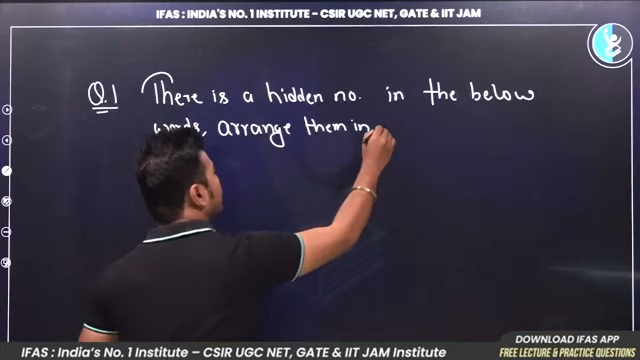 IFAS : INDIA'S NO. 1 INSTITUTE – CSIR UGC NET, GATE & IIT JAM
Q.1 There is a hidden no. in the below
words, arrange them in
DOWNLOAD IFAS APP
IFAS : India's No. 1 Institute – CSIR UGC NET, GATE & IIT JAM Institute
FREE LECTURE & PRACTICE QUESTIONS